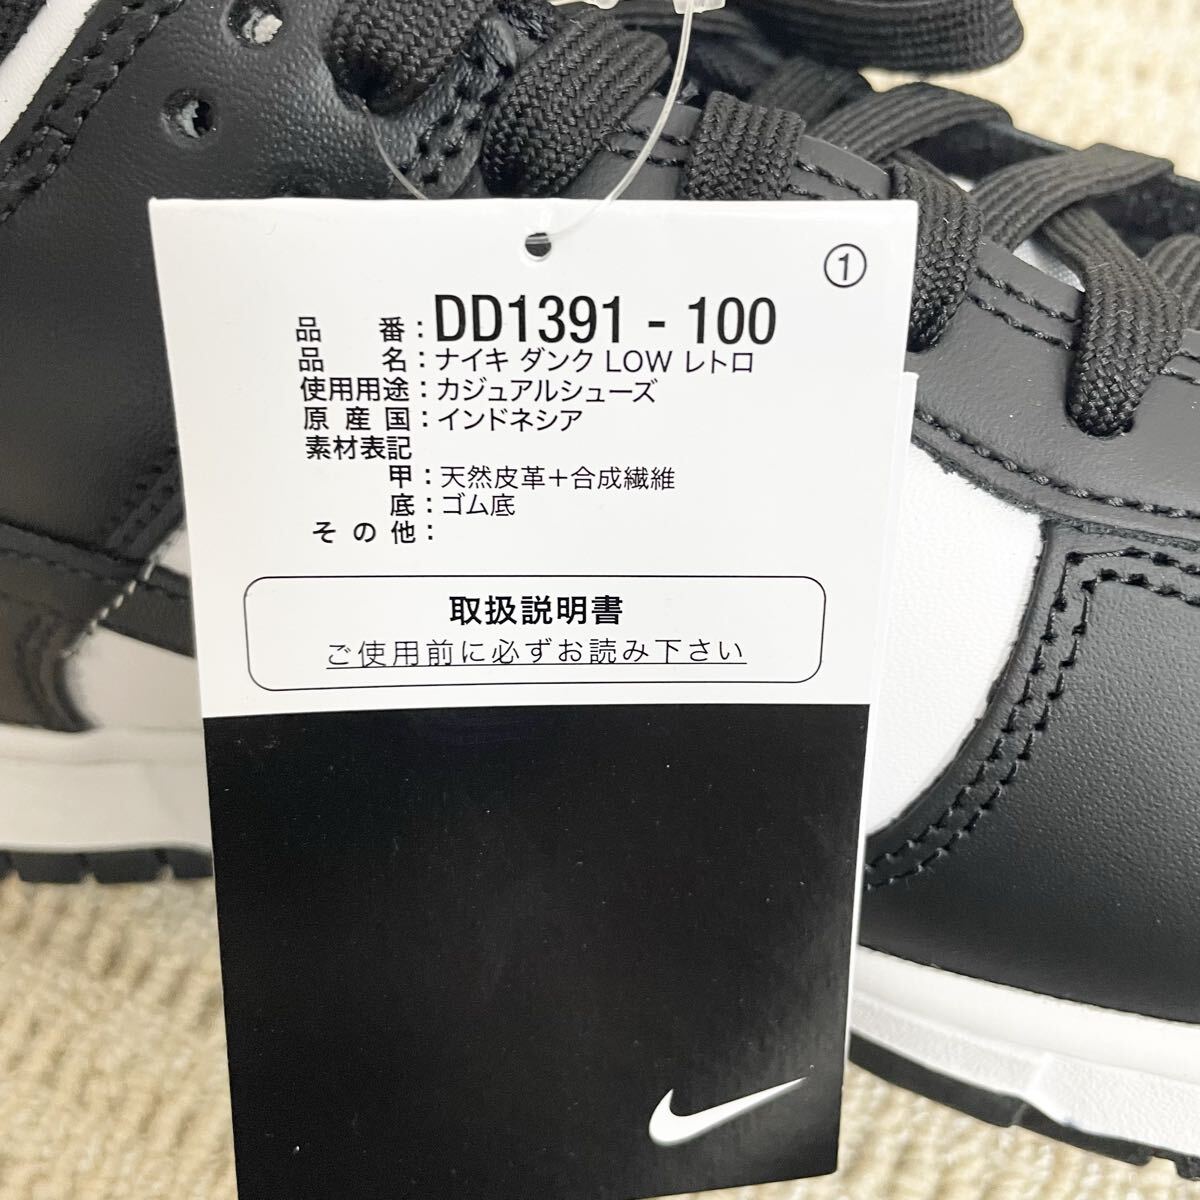 ①
品番：DD1391 - 100
品名：ナイキ ダンク LOW レトロ
使用用途：カジュアルシューズ
原産国：インドネシア
素材表記
甲：天然皮革＋合成繊維
底：ゴム底
その他：
取扱説明書
ご使用前に必ずお読み下さい